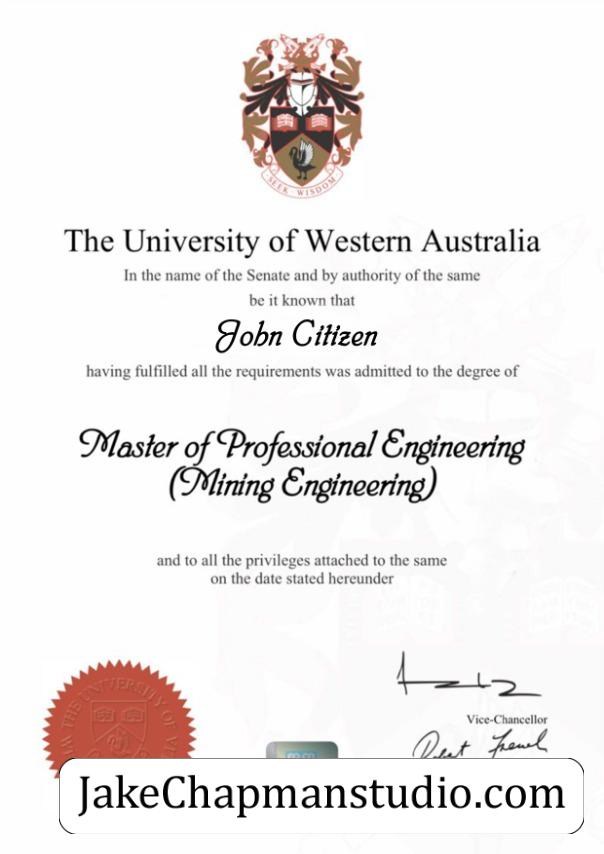 SEEK WISDOM
The University of Western Australia
In the name of the Senate and by authority of the same
be it known that
John Citizen
having fulfilled all the requirements was admitted to the degree of
Master of Professional Engineering
(Mining Engineering)
and to all the privileges attached to the same
on the date stated hereunder
THE UNIVERSITY OF
Vice-Chancellor
JakeChapmanstudio.com